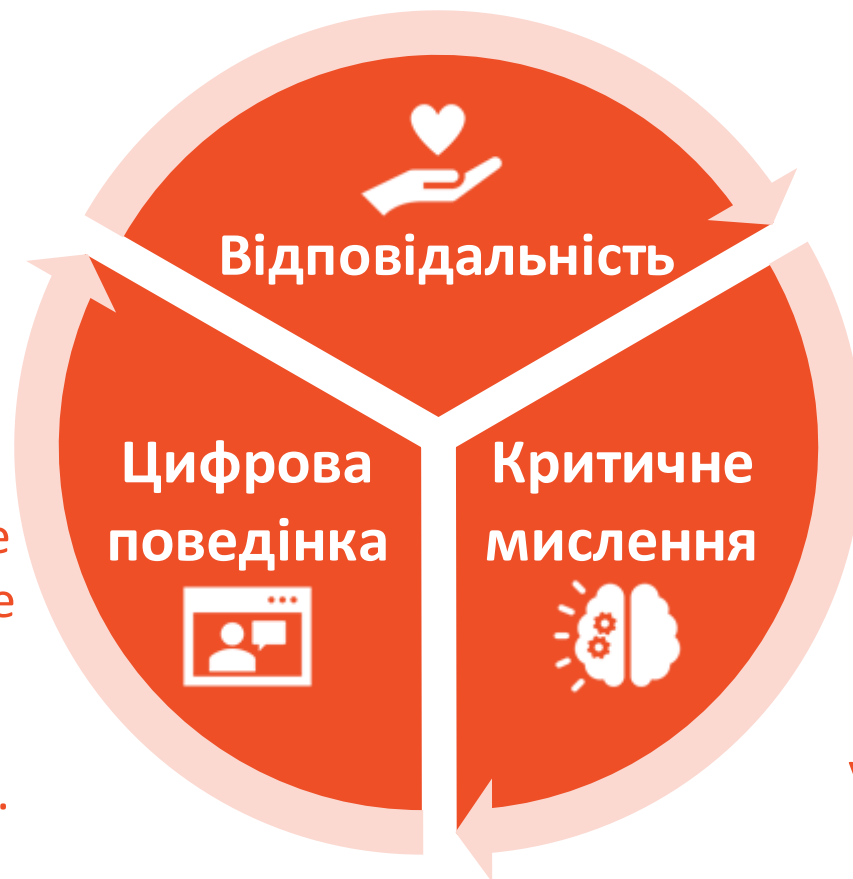 Відповідальність
Цифрова
поведінка
Критичне
мислення
е
е
.